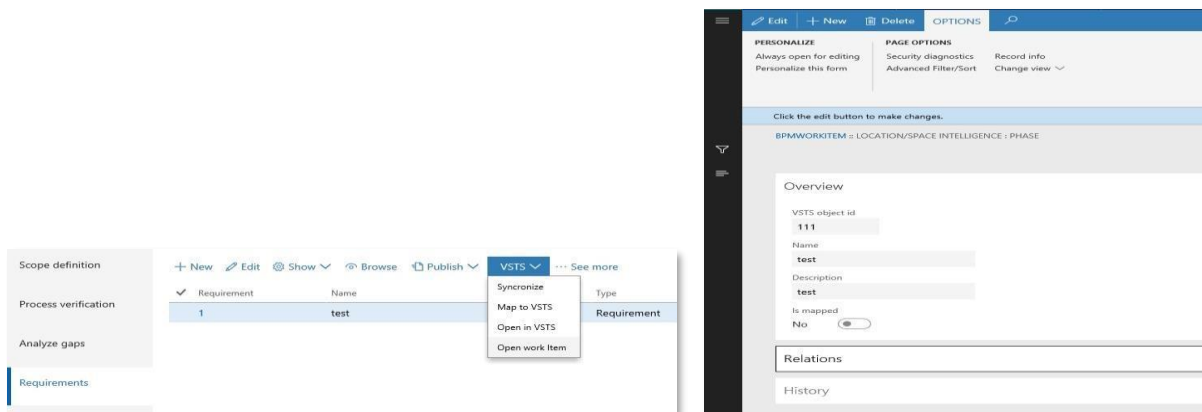 Scope definition
Process verification
Analyze gaps
Requirements
New Edit Show Browse Publish VSTS ··· See more
Requirement Name Type
1 test Requirement
Syncronize
Map to VSTS
Open in VSTS
Open work Item
Edit New Delete OPTIONS
PERSONALIZE
Always open for editing
Personalize this form
PAGE OPTIONS
Security diagnostics Record info
Advanced Filter/Sort Change view
Click the edit button to make changes.
BPMWORKITEM :: LOCATION/SPACE INTELLIGENCE : PHASE
Overview
VSTS object id
111
Name
test
Description
test
Is mapped
No
Relations
History